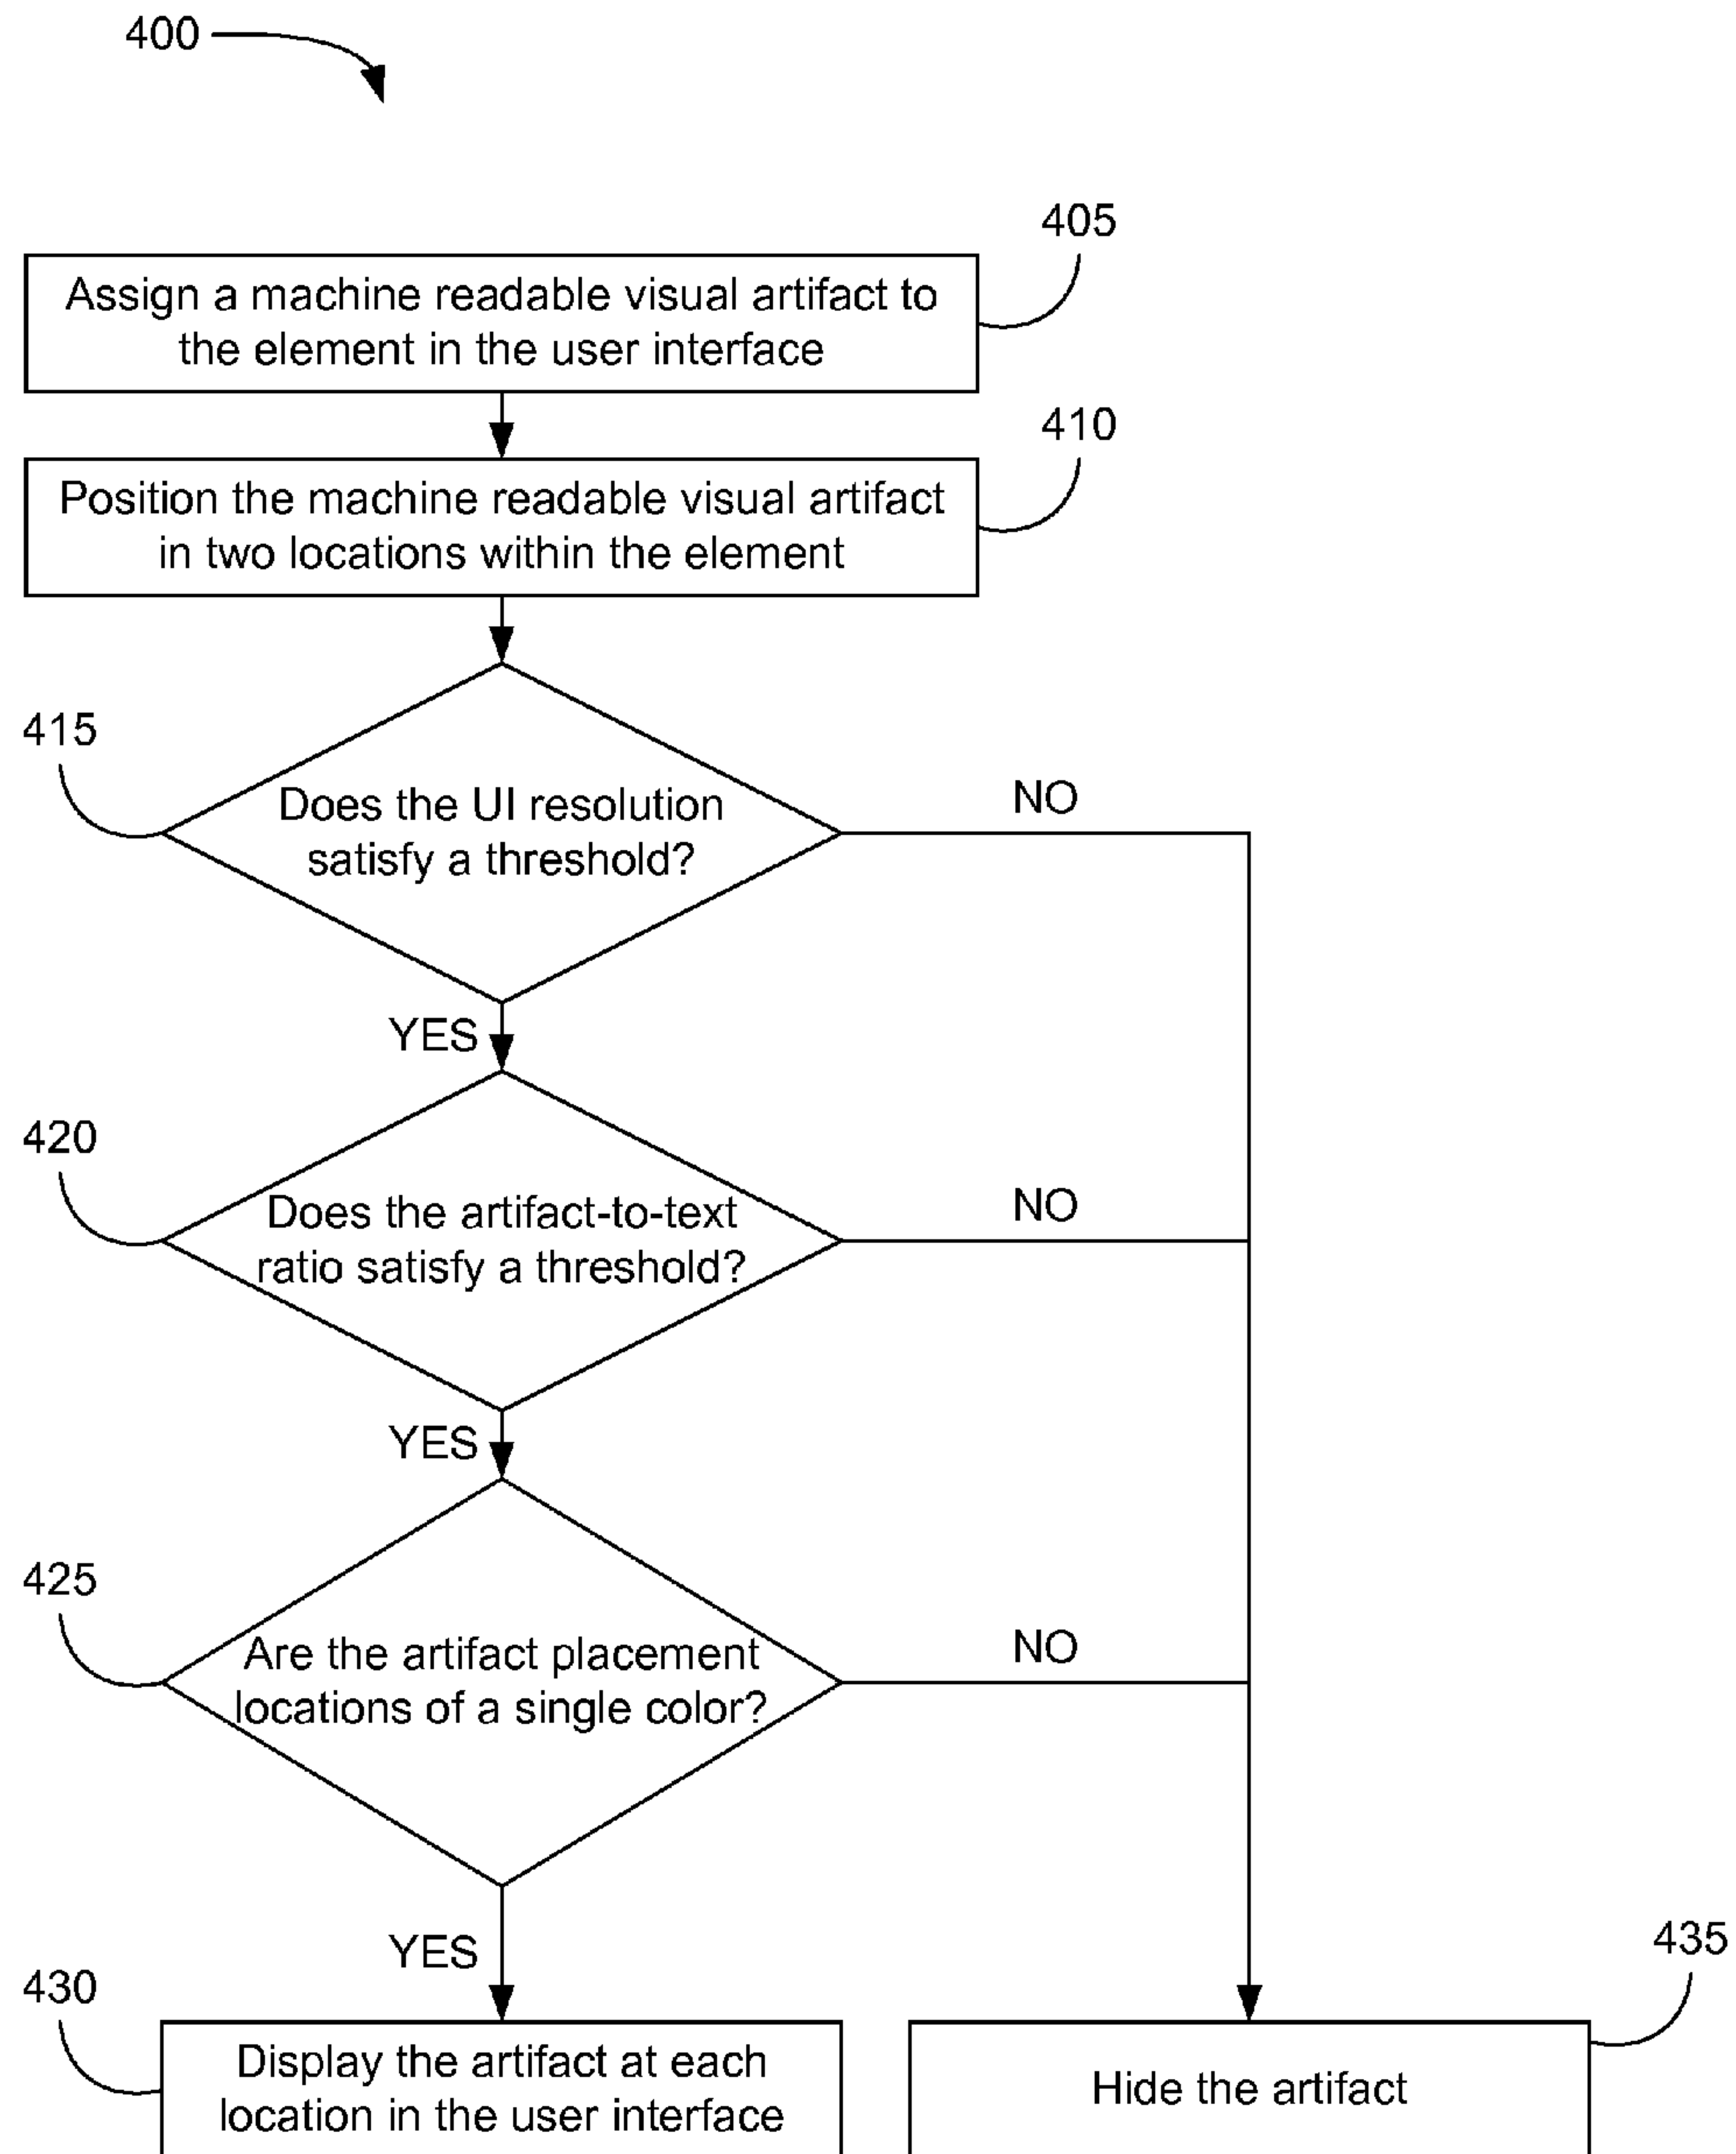 400
405
Assign a machine readable visual artifact to
the element in the user interface
410
Position the machine readable visual artifact
in two locations within the element
415
Does the UI resolution
satisfy a threshold?
NO
YES
420
Does the artifact-to-text
ratio satisfy a threshold?
NO
YES
425
Are the artifact placement
locations of a single color?
NO
YES
430
Display the artifact at each
location in the user interface
435
Hide the artifact